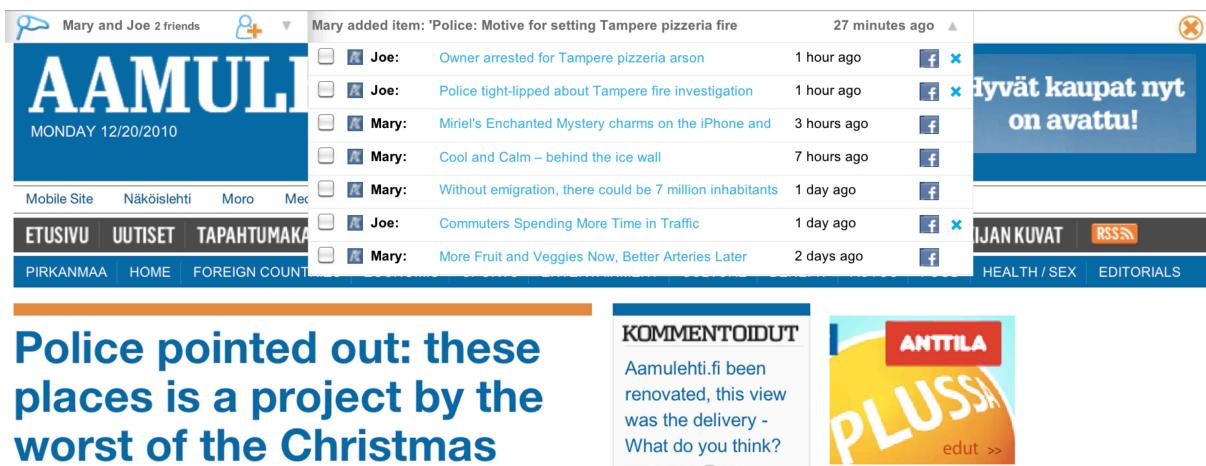 Mary and Joe 2 friends
Mary added item: 'Police: Motive for setting Tampere pizzeria fire 27 minutes ago
Joe: Owner arrested for Tampere pizzeria arson 1 hour ago
Joe: Police tight-lipped about Tampere fire investigation 1 hour ago
Mary: Miriel's Enchanted Mystery charms on the iPhone and 3 hours ago
Mary: Cool and Calm – behind the ice wall 7 hours ago
Mary: Without emigration, there could be 7 million inhabitants 1 day ago
Joe: Commuters Spending More Time in Traffic 1 day ago
Mary: More Fruit and Veggies Now, Better Arteries Later 2 days ago
AAMUL
MONDAY 12/20/2010
Hyvät kaupat nyt
on avattu!
Mobile Site Näköislehti Moro Med
ETUSIVU UUTISET TAPAHTUMAKA IJAN KUVAT RSS
PIRKANMAA HOME FOREIGN COUNT HEALTH / SEX EDITORIALS
Police pointed out: these
places is a project by the
worst of the Christmas
KOMMENTOIDUT
Aamulehti.fi been
renovated, this view
was the delivery -
What do you think?
ANTTILA
PLUSSA
edut >>